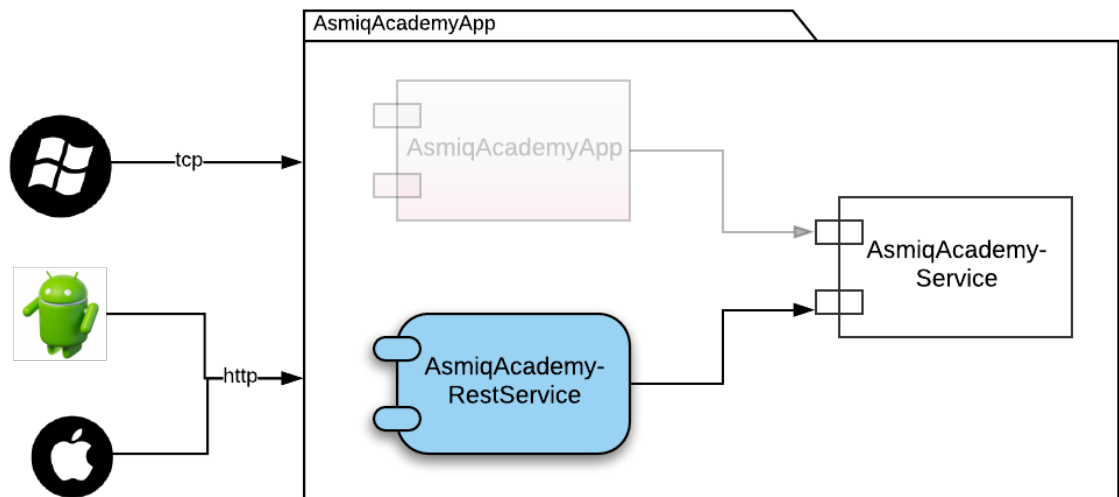 AsmiqAcademyApp
tcp
AsmiqAcademyApp
AsmiqAcademy-
Service
http
AsmiqAcademy-
RestService